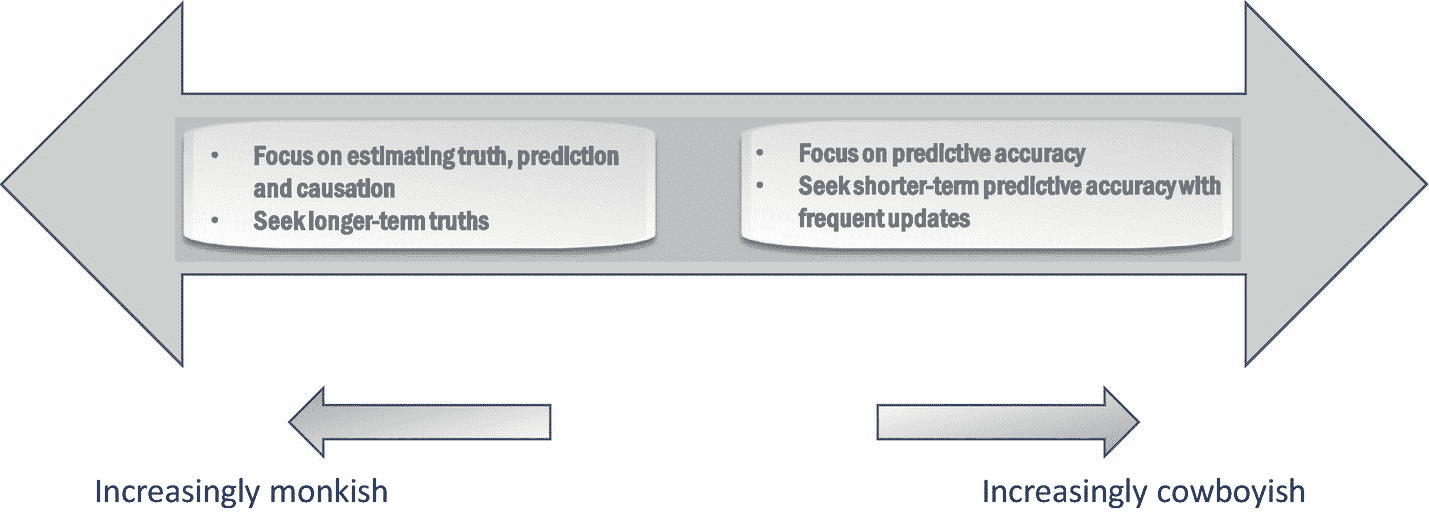 • Focus on estimating truth, prediction
and causation
• Seek longer-term truths
• Focus on predictive accuracy
• Seek shorter-term predictive accuracy with
frequent updates
Increasingly monkish
Increasingly cowboyish